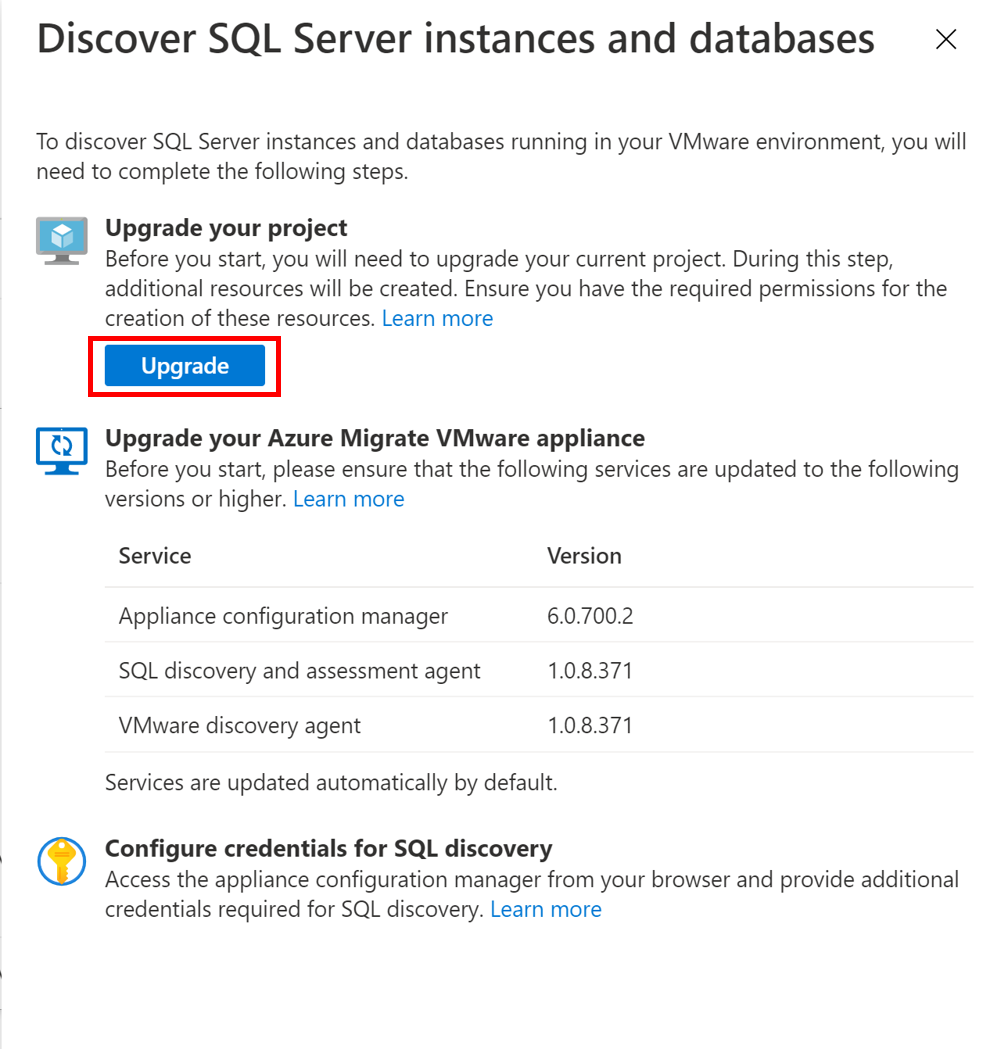 Discover SQL Server instances and databases
To discover SQL Server instances and databases running in your VMware environment, you will
need to complete the following steps.
Upgrade your project
Before you start, you will need to upgrade your current project. During this step,
additional resources will be created. Ensure you have the required permissions for the
creation of these resources. Learn more
Upgrade
Upgrade your Azure Migrate VMware appliance
Before you start, please ensure that the following services are updated to the following
versions or higher. Learn more
Service Version
Appliance configuration manager 6.0.700.2
SQL discovery and assessment agent 1.0.8.371
VMware discovery agent 1.0.8.371
Services are updated automatically by default.
Configure credentials for SQL discovery
Access the appliance configuration manager from your browser and provide additional
credentials required for SQL discovery. Learn more